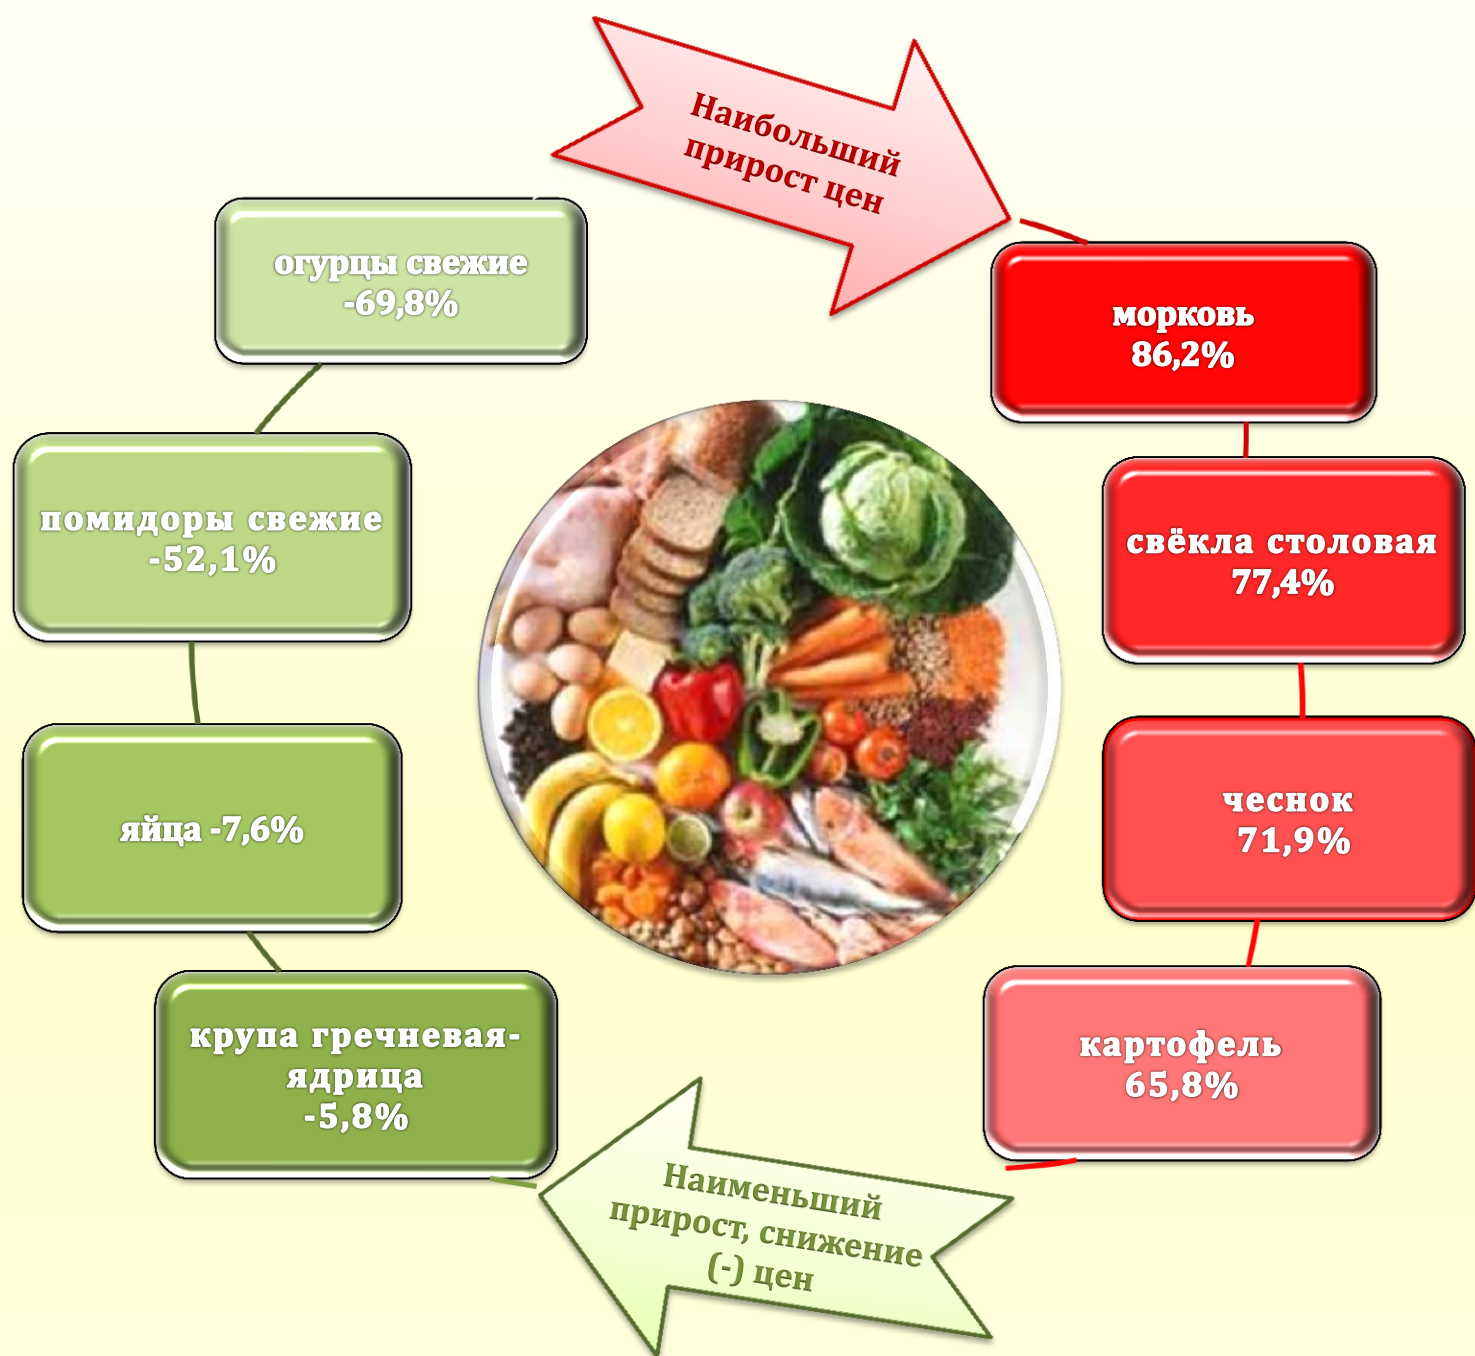 Наибольший
прирост цен
морковь
86,2%
свёкла столовая
77,4%
чеснок
71,9%
картофель
65,8%
Наименьший
прирост, снижение
(-) цен
крупа гречневая-
ядрица
-5,8%
яйца -7,6%
помидоры свежие
-52,1%
огурцы свежие
-69,8%